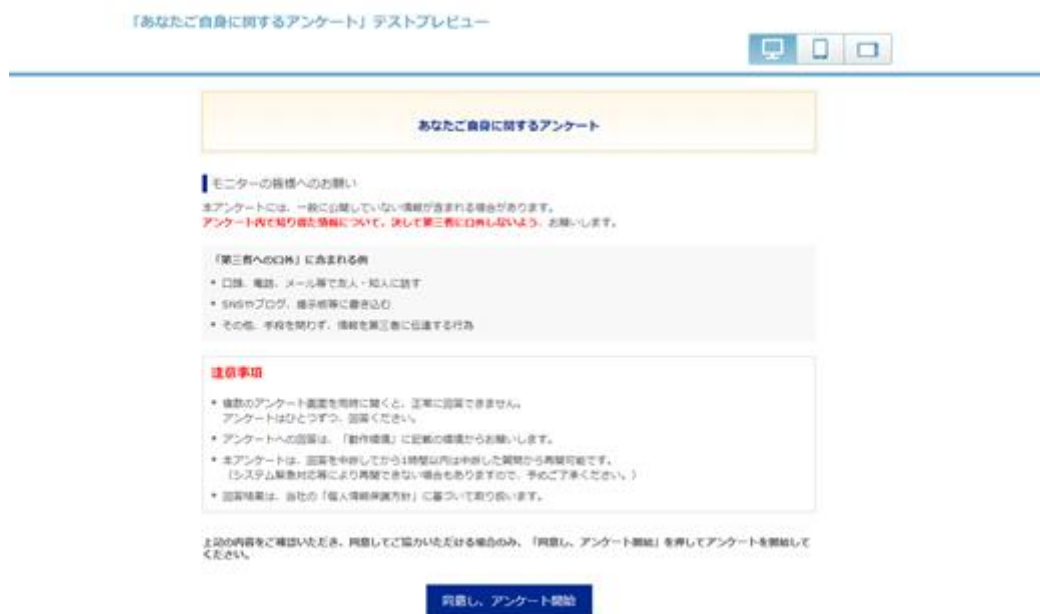 「あなたご自身に関するアンケート」テストプレビュー
あなたご自身に関するアンケート
モニターの皆様へのお願い
本アンケートには、一般に公開していない情報が含まれる場合があります。
アンケート内で知り得た情報について、決して第三者に口外しないよう、お願いします。
「第三者への口外」に含まれる例
• 口頭、電話、メール等で友人・知人に話す
• SNSやブログ、掲示板等に書き込む
• その他、手段を問わず、情報を第三者に伝達する行為
注意事項
• 複数のアンケート画面を同時に開くと、正常に回答できません。
アンケートはひとつずつ、回答ください。
• アンケートへの回答は、「動作環境」に記載の環境からお願いします。
• 本アンケートは、回答を中断してから1時間以内は中断した質問から再開可能です。
（システム緊急対応等により再開できない場合もありますので、予めご了承ください。）
• 回答結果は、当社の「個人情報保護方針」に基づいて取り扱います。
上記の内容をご確認いただき、同意してご協力いただける場合のみ、「同意し、アンケート開始」を押してアンケートを開始して
ください。
同意し、アンケート開始